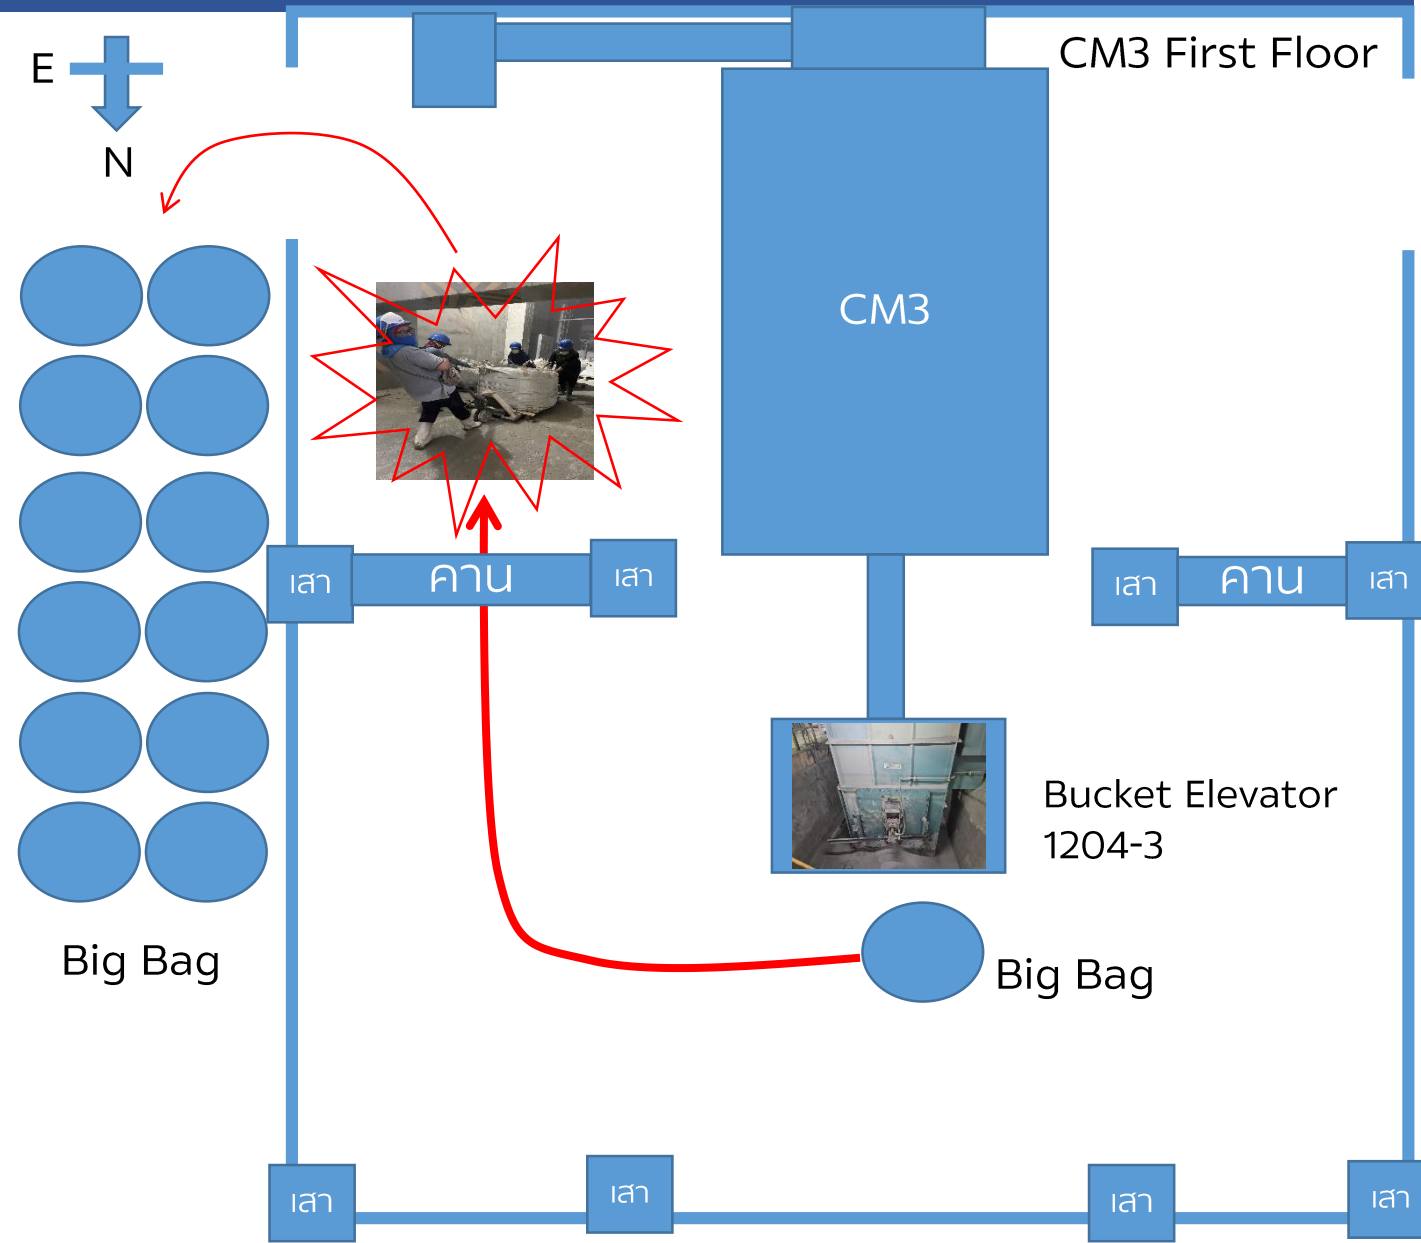 E
N
CM3 First Floor
CM3
เสา
คาน
เสา
เสา
คาน
เสา
Bucket Elevator
1204-3
Big Bag
Big Bag
เสา
เสา
เสา
เสา